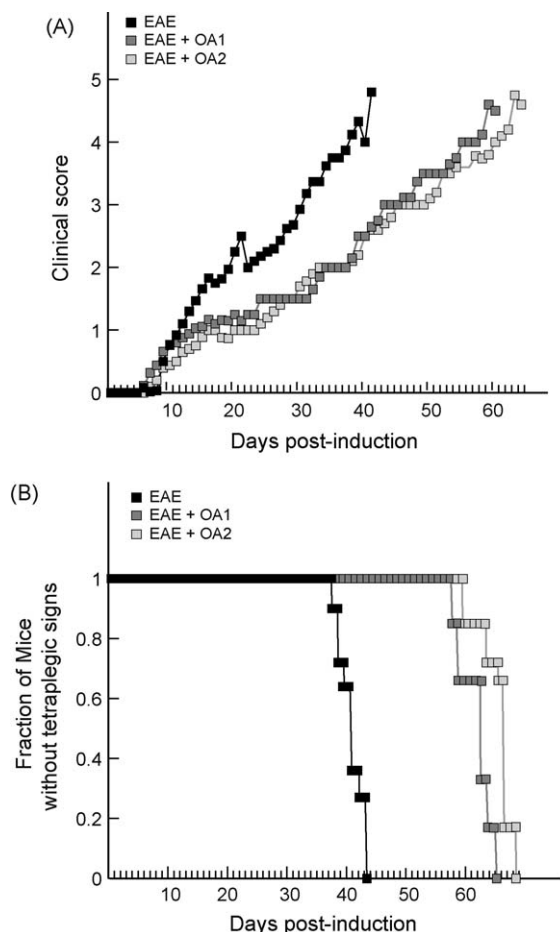 (A)
EAE
EAE + OA1
EAE + OA2
5
4
3
2
1
0
Clinical score
10 20 30 40 50 60
Days post-induction
(B)
EAE
EAE + OA1
EAE + OA2
1
0.8
0.6
0.4
0.2
0
Fraction of Mice
without tetraplegic signs
10 20 30 40 50 60
Days post-induction